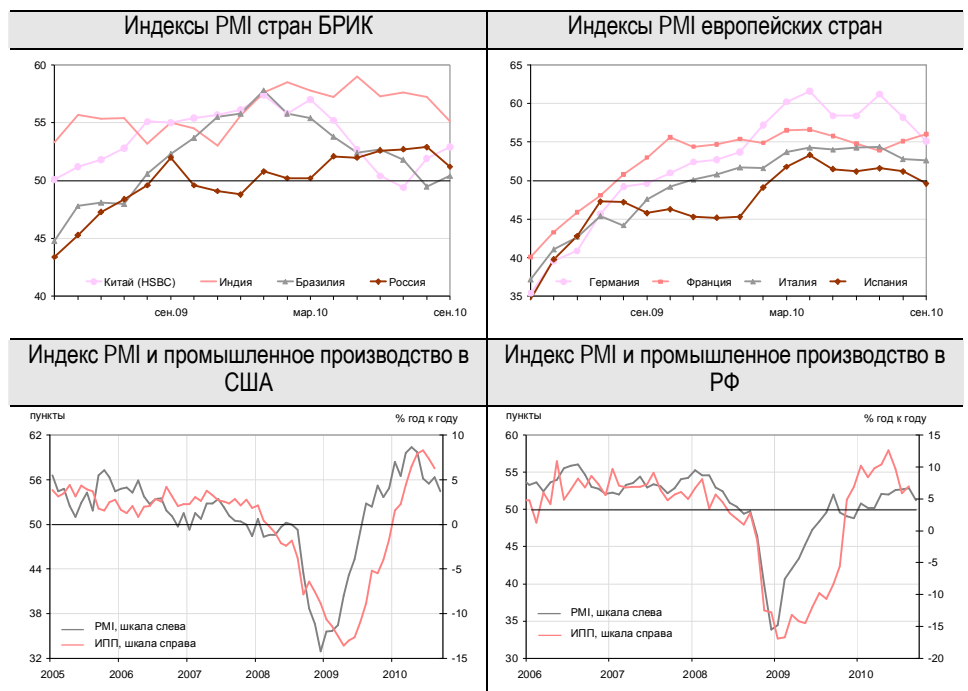 Индексы PMI стран БРИК
60
55
50
45
40
Китай (HSBC) Индия Бразилия Россия
сен.09 мар.10 сен.10
Индексы PMI европейских стран
65
60
55
50
45
40
35
Германия Франция Италия Испания
сен.09 мар.10 сен.10
Индекс PMI и промышленное производство в
США
пункты % год к году
62
56
50
44
38
32
10
5
0
-5
-10
-15
PMI, шкала слева
ИПП, шкала справа
2005 2006 2007 2008 2009 2010
Индекс PMI и промышленное производство в
РФ
пункты % год к году
60
55
50
45
40
35
30
15
10
5
0
-5
-10
-15
-20
PMI, шкала слева
ИПП, шкала справа
2006 2007 2008 2009 2010